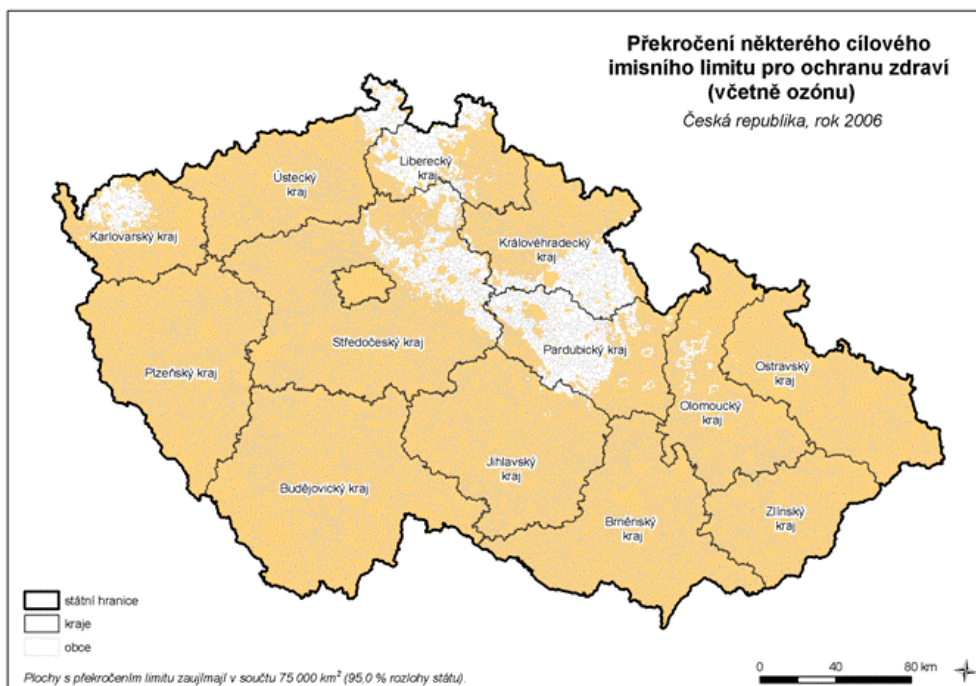 Překročení některého cílového
imisního limitu pro ochranu zdraví
(včetně ozónu)
Česká republika, rok 2006
Liberecký
kraj
Ústecký
kraj
Karlovarský kraj
Královéhradecký
kraj
Středočeský kraj
Pardubický kraj
Plzeňský kraj
Ostravský
kraj
Olomoucký
kraj
Jihlavský
kraj
Budějovický kraj
Brněnský
kraj
Zlínský
kraj
státní hranice
kraje
obce
Plochy s překročením limitu zaujímají v součtu 75 000 km² (95,0 % rozlohy státu).
0 40 80 km